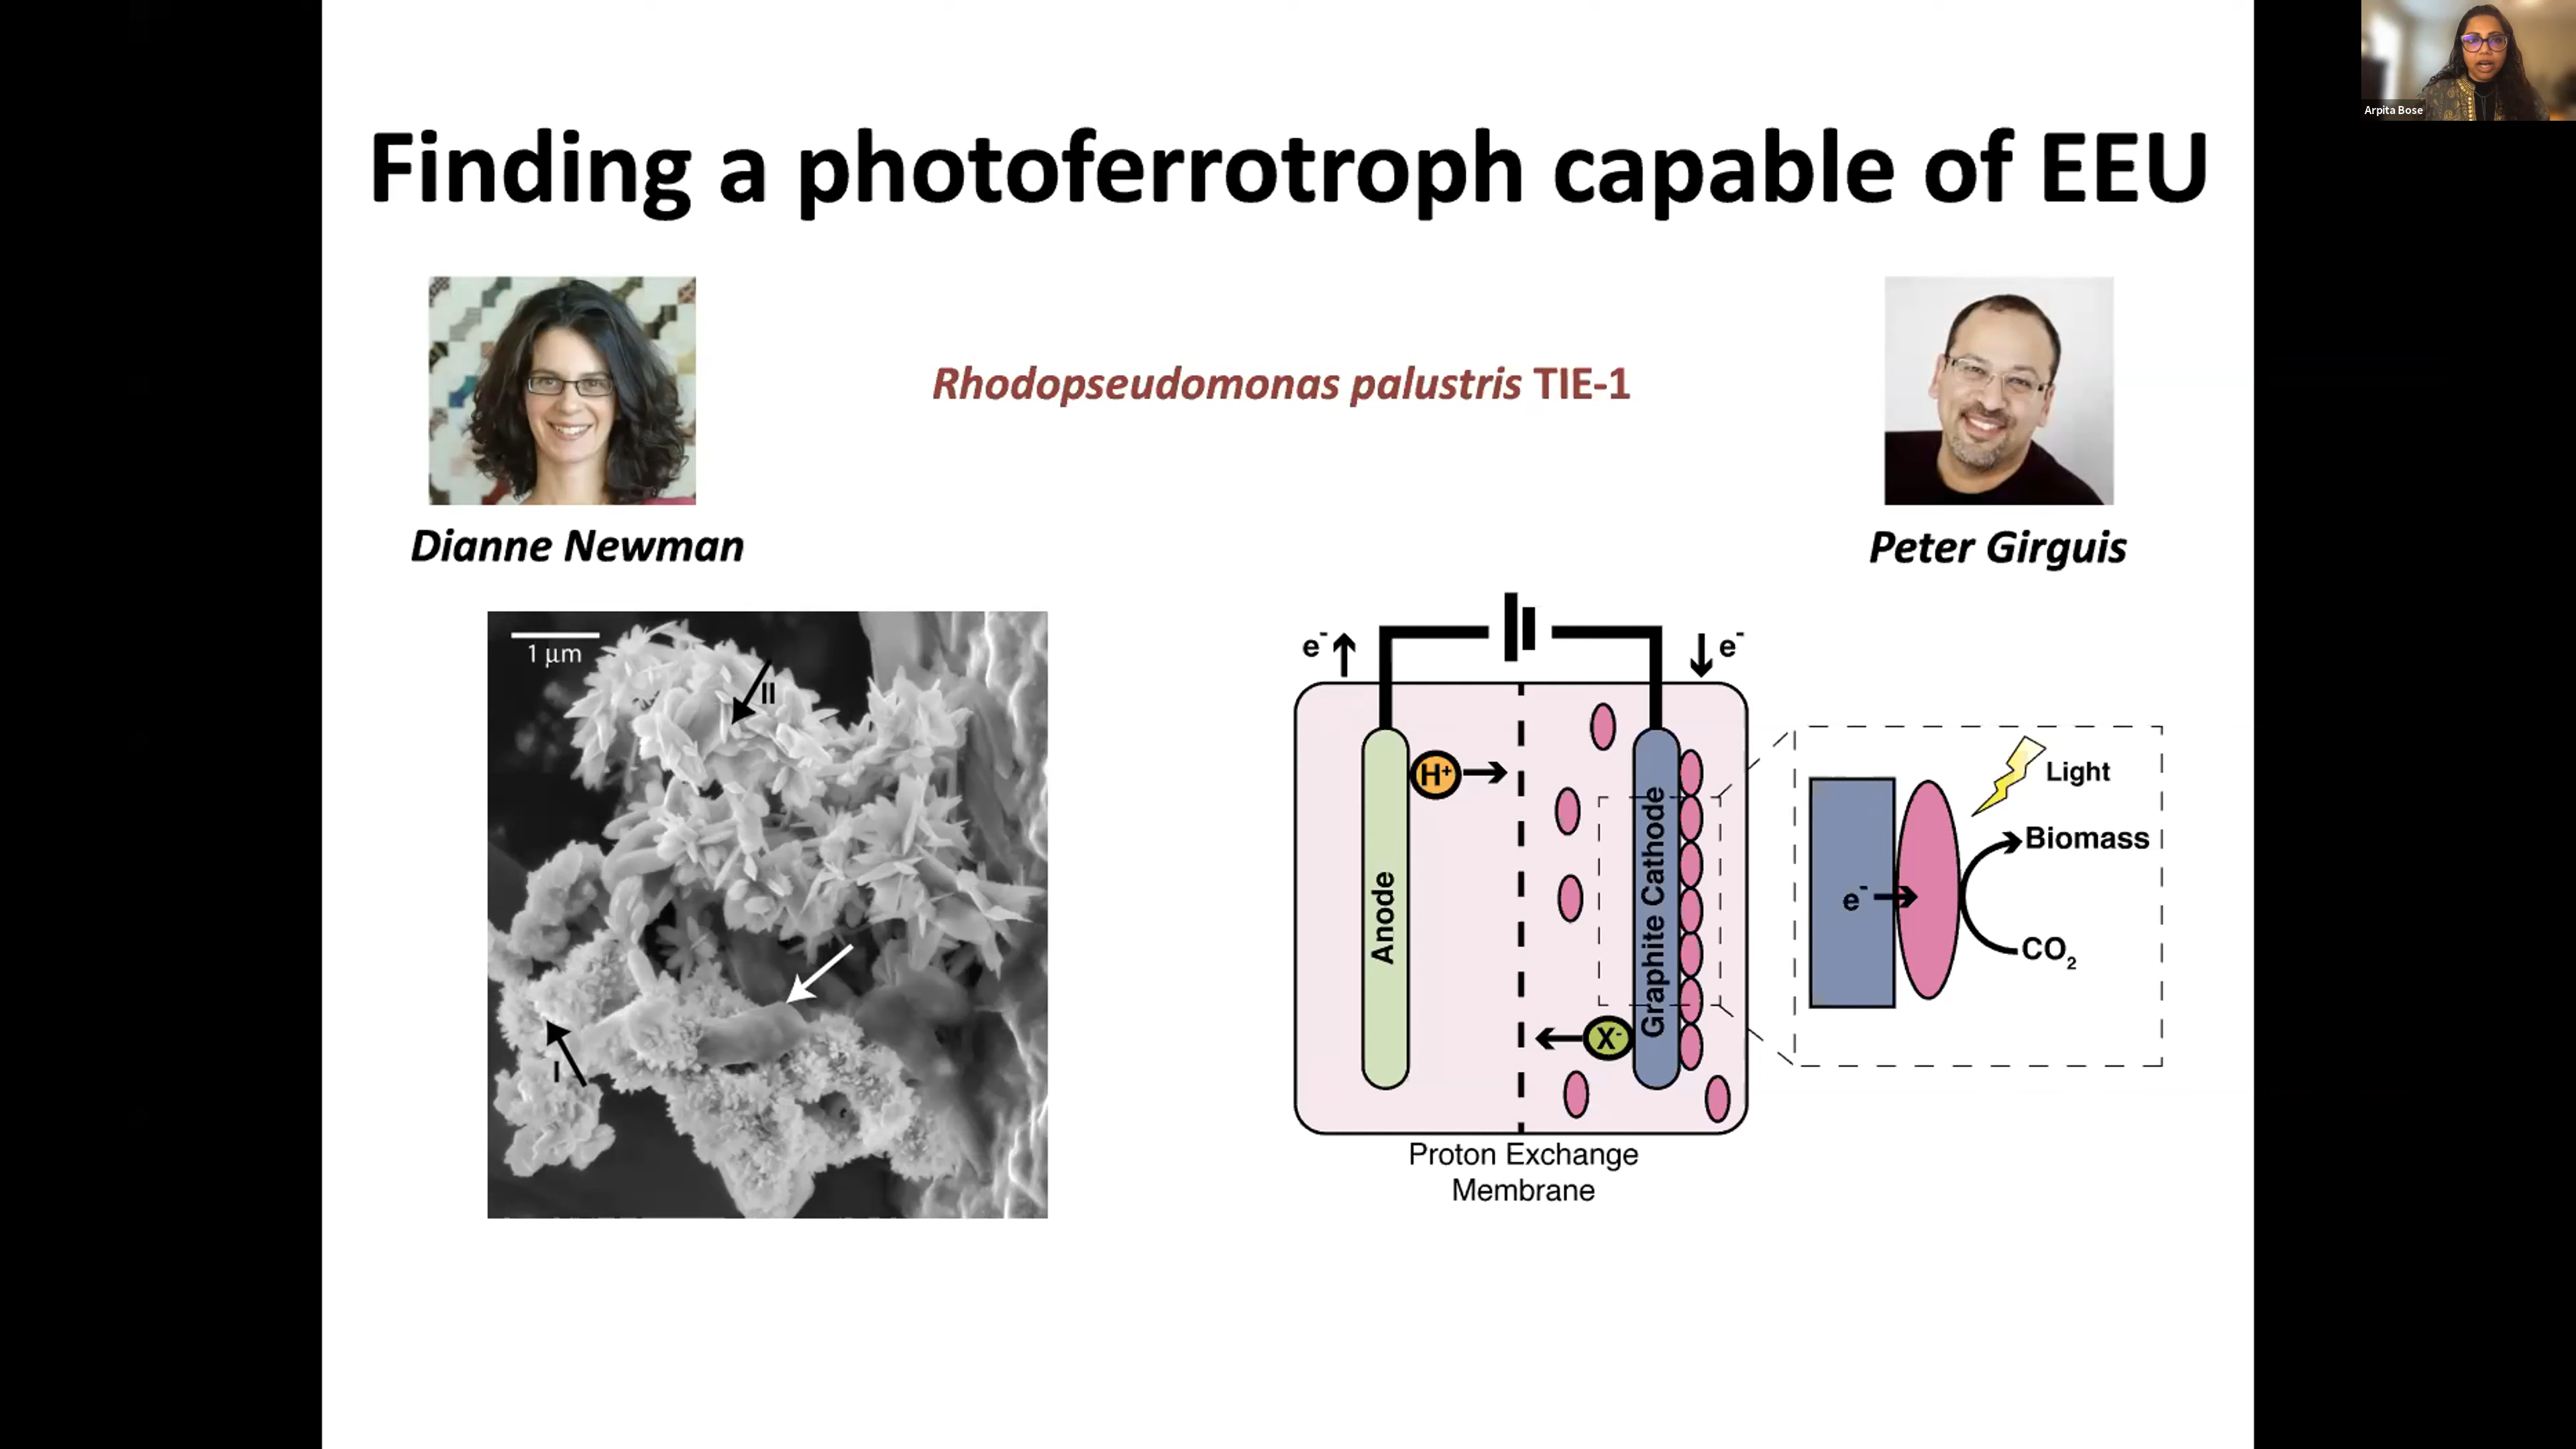 Arpita Bose
Finding a photoferrotroph capable of EEU
Rhodopseudomonas palustris TIE-1
Dianne Newman
Peter Girguis
1 μm
II
I
e⁻
e⁻
H⁺
Anode
Graphite Cathode
X⁻
Proton Exchange
Membrane
Light
Biomass
e⁻
CO₂